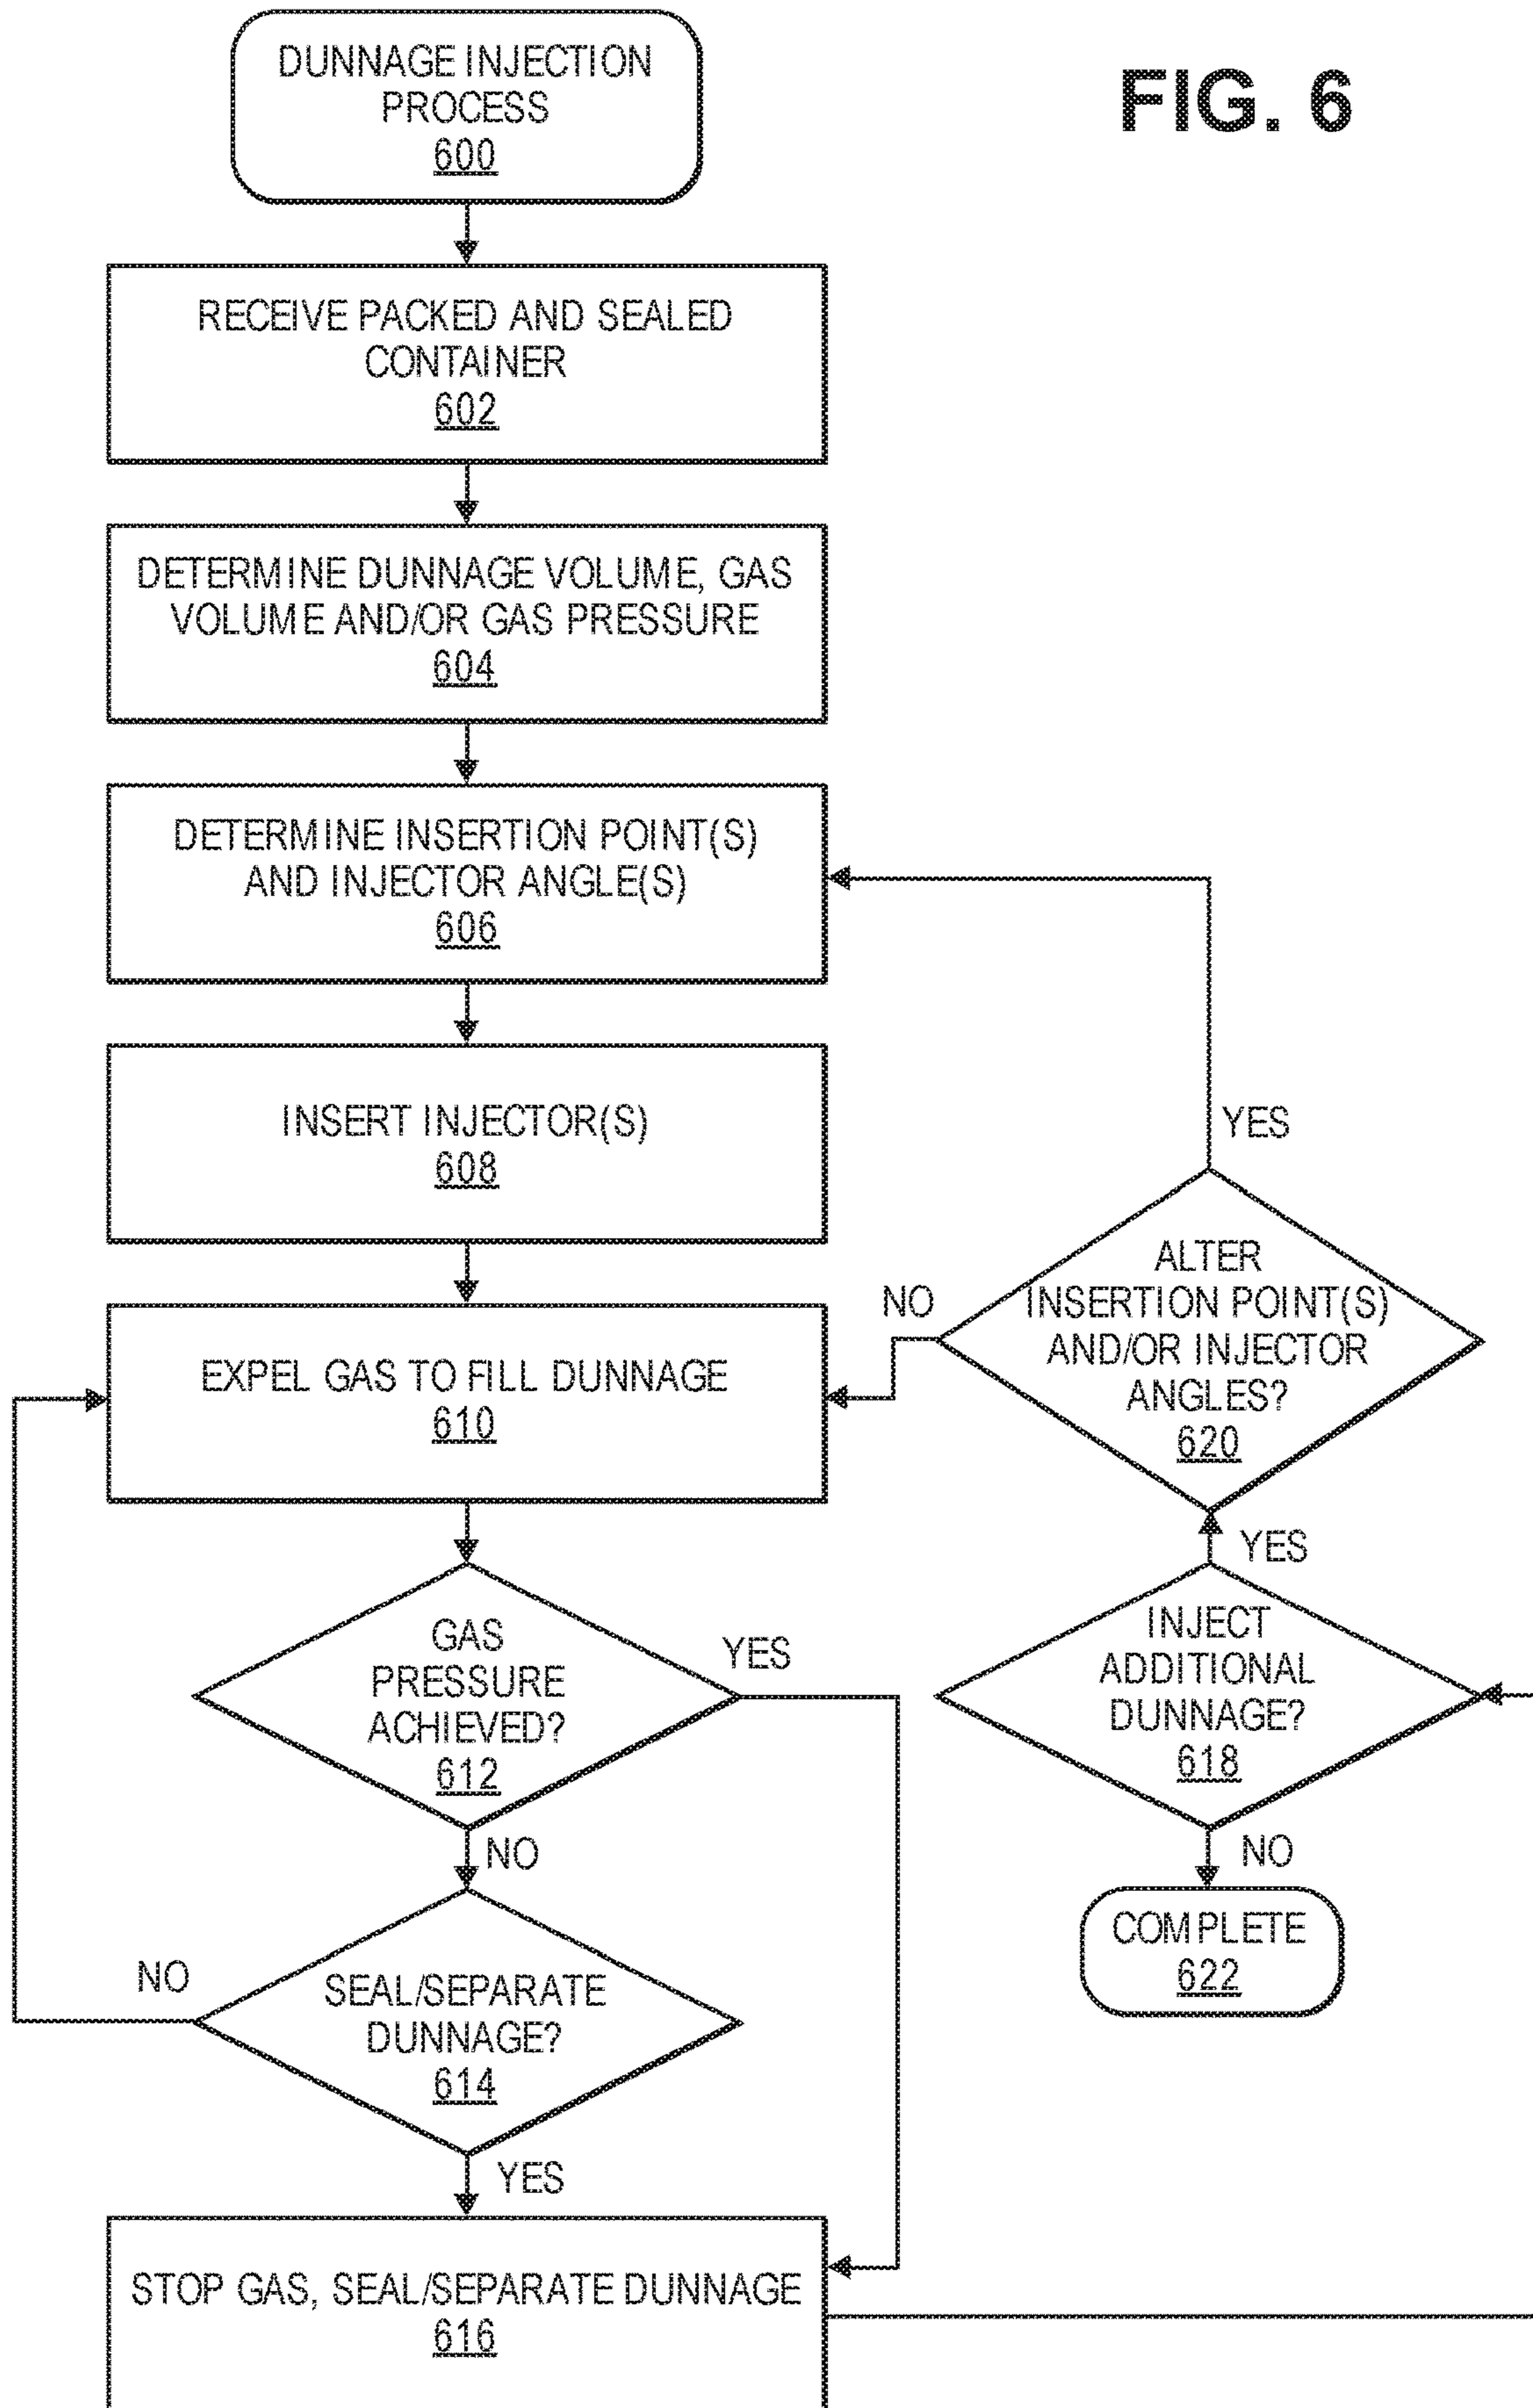 FIG. 6
DUNNAGE INJECTION
PROCESS
600
RECEIVE PACKED AND SEALED
CONTAINER
602
DETERMINE DUNNAGE VOLUME, GAS
VOLUME AND/OR GAS PRESSURE
604
DETERMINE INSERTION POINT(S)
AND INJECTOR ANGLE(S)
606
INSERT INJECTOR(S)
608
EXPEL GAS TO FILL DUNNAGE
610
GAS
PRESSURE
ACHIEVED?
612
YES
NO
SEAL/SEPARATE
DUNNAGE?
614
NO
YES
STOP GAS, SEAL/SEPARATE DUNNAGE
616
INJECT
ADDITIONAL
DUNNAGE?
618
YES
NO
ALTER
INSERTION POINT(S)
AND/OR INJECTOR
ANGLES?
620
YES
NO
COMPLETE
622